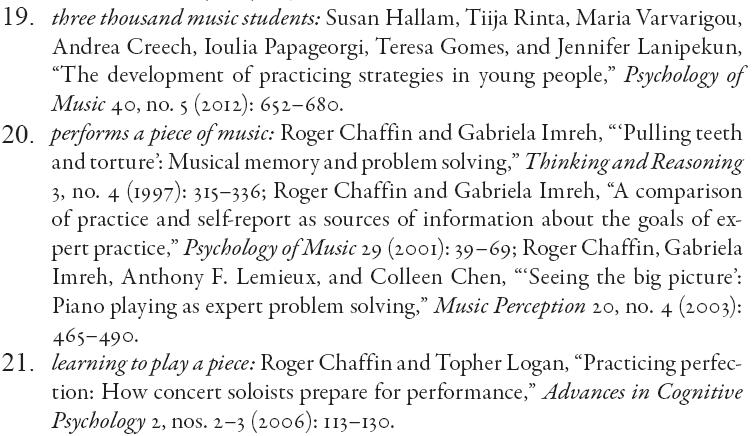 19. three thousand music students: Susan Hallam, Tiija Rinta, Maria Varvarigou,
Andrea Creech, Ioulia Papageorgi, Teresa Gomes, and Jennifer Lanipekun,
“The development of practicing strategies in young people,” Psychology of
Music 40, no. 5 (2012): 652–680.
20. performs a piece of music: Roger Chaffin and Gabriela Imreh, “‘Pulling teeth
and torture’: Musical memory and problem solving,” Thinking and Reasoning
3, no. 4 (1997): 315–336; Roger Chaffin and Gabriela Imreh, “A comparison
of practice and self-report as sources of information about the goals of ex-
pert practice,” Psychology of Music 29 (2001): 39–69; Roger Chaffin, Gabriela
Imreh, Anthony F. Lemieux, and Colleen Chen, “‘Seeing the big picture’:
Piano playing as expert problem solving,” Music Perception 20, no. 4 (2003):
465–490.
21. learning to play a piece: Roger Chaffin and Topher Logan, “Practicing perfec-
tion: How concert soloists prepare for performance,” Advances in Cognitive
Psychology 2, nos. 2–3 (2006): 113–130.